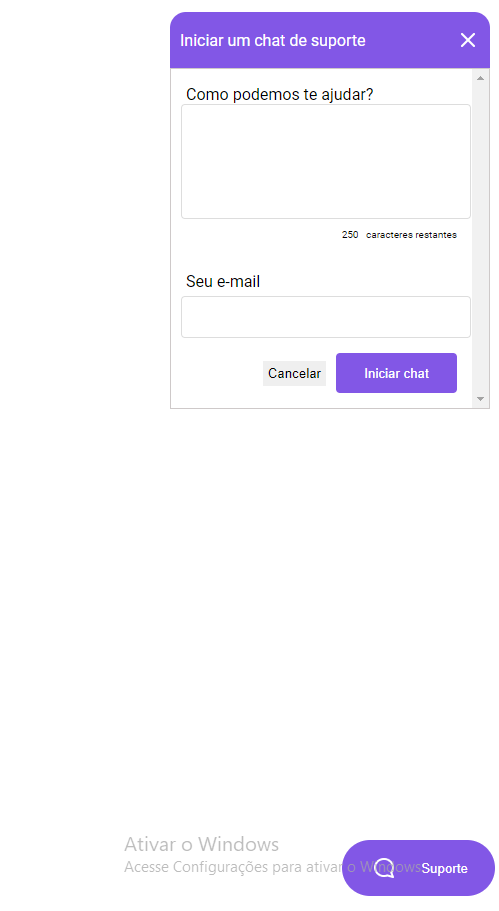 Iniciar um chat de suporte
Como podemos te ajudar?
250 caracteres restantes
Seu e-mail
Cancelar
Iniciar chat
Ativar o Windows
Acesse Configurações para ativar o Windows.
Suporte